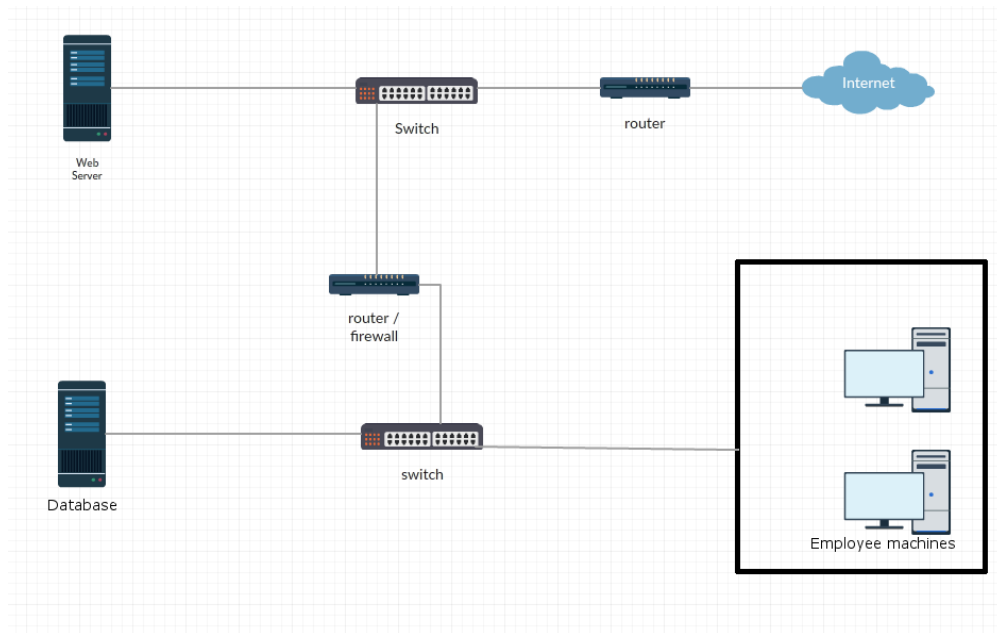 Internet
Switch
router
Web
Server
router /
firewall
switch
Database
Employee machines